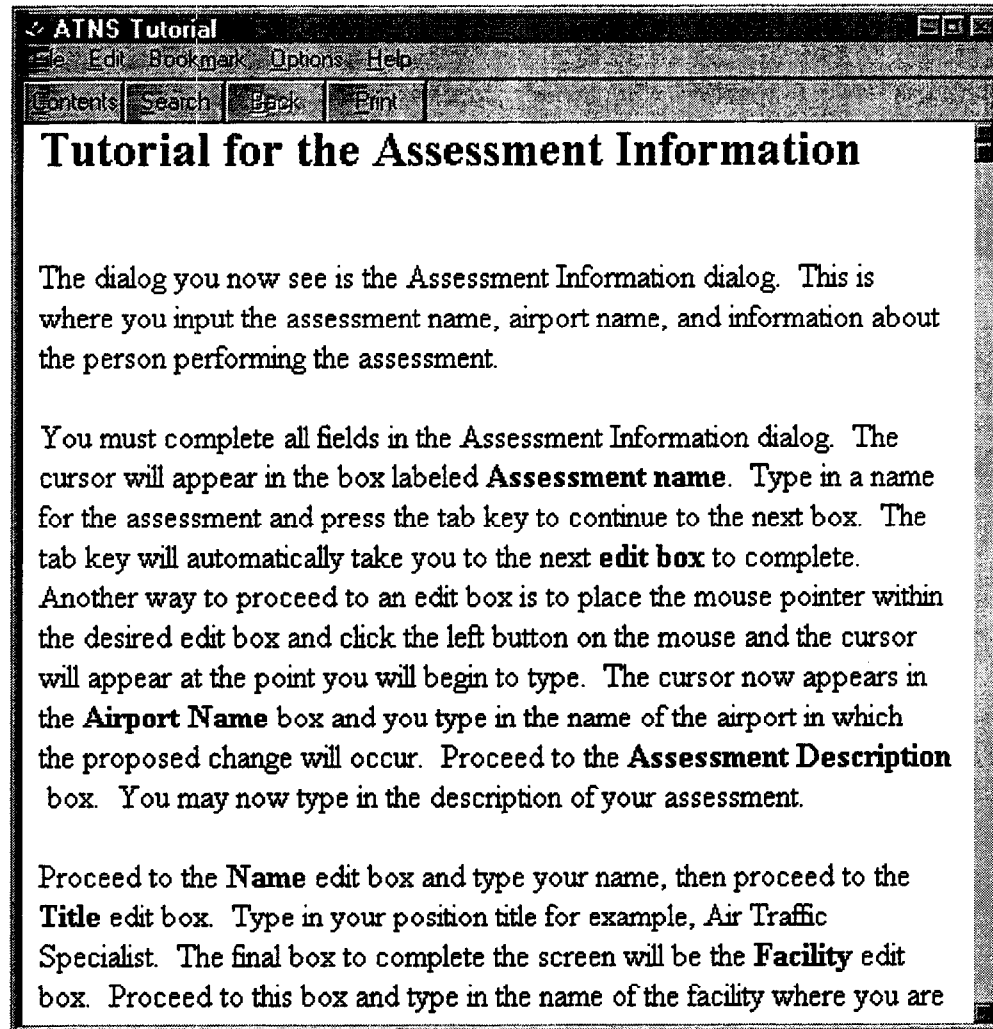 ATNS Tutorial
File Edit Bookmark Options Help
Contents Search Back Print
Tutorial for the Assessment Information
The dialog you now see is the Assessment Information dialog. This is
where you input the assessment name, airport name, and information about
the person performing the assessment.
You must complete all fields in the Assessment Information dialog. The
cursor will appear in the box labeled Assessment name. Type in a name
for the assessment and press the tab key to continue to the next box. The
tab key will automatically take you to the next edit box to complete.
Another way to proceed to an edit box is to place the mouse pointer within
the desired edit box and click the left button on the mouse and the cursor
will appear at the point you will begin to type. The cursor now appears in
the Airport Name box and you type in the name of the airport in which
the proposed change will occur. Proceed to the Assessment Description
box. You may now type in the description of your assessment.
Proceed to the Name edit box and type your name, then proceed to the
Title edit box. Type in your position title for example, Air Traffic
Specialist. The final box to complete the screen will be the Facility edit
box. Proceed to this box and type in the name of the facility where you are